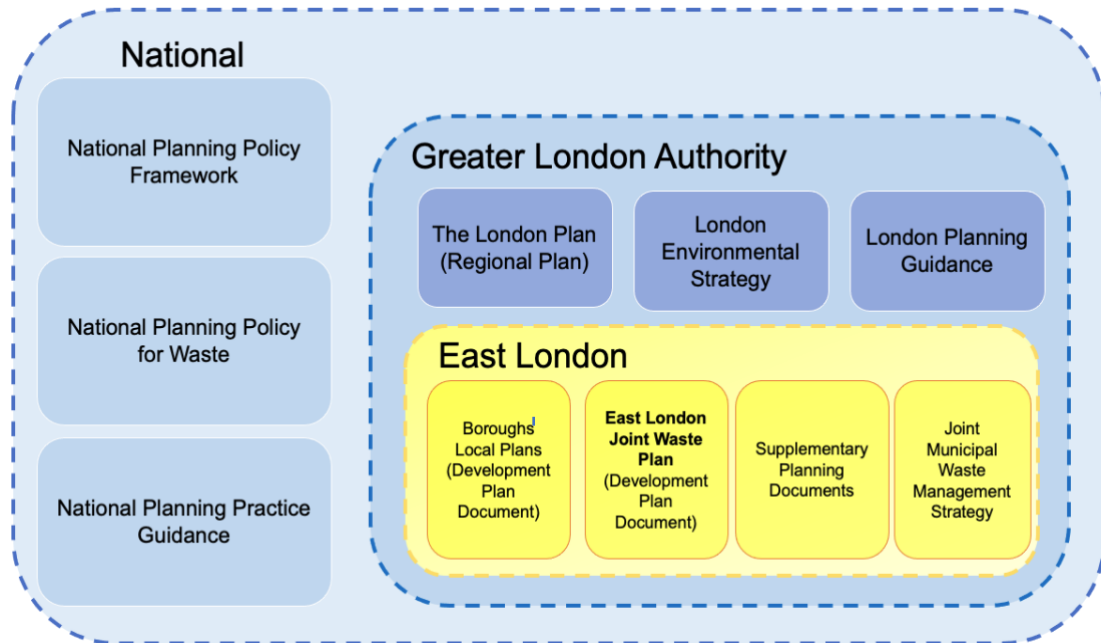 National
National Planning Policy
Framework
National Planning Policy
for Waste
National Planning Practice
Guidance
Greater London Authority
The London Plan
(Regional Plan)
London
Environmental
Strategy
London Planning
Guidance
East London
Boroughs'
Local Plans
(Development
Plan
Document)
East London
Joint Waste
Plan
(Development
Plan
Document)
Supplementary
Planning
Documents
Joint
Municipal
Waste
Management
Strategy